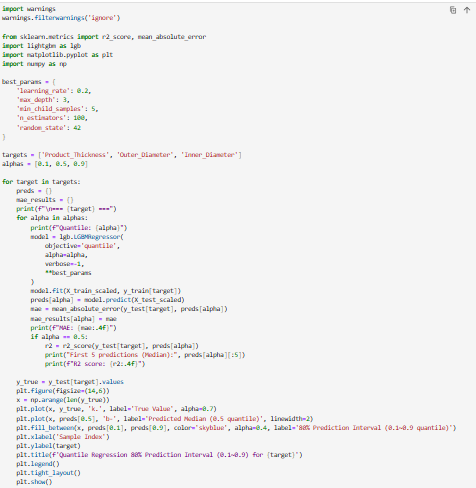 import warnings
warnings.filterwarnings('ignore')
from sklearn.metrics import r2_score, mean_absolute_error
import lightgbm as lgb
import matplotlib.pyplot as plt
import numpy as np
best_params = {
    'learning_rate': 0.2,
    'max_depth': 3,
    'min_child_samples': 5,
    'n_estimators': 100,
    'random_state': 42
}
targets = ['Product_Thickness', 'Outer_Diameter', 'Inner_Diameter']
alphas = [0.1, 0.5, 0.9]
for target in targets:
    preds = {}
    mae_results = {}
    print(f"\n=== {target} ===")
    for alpha in alphas:
        print(f"Quantile: {alpha}")
        model = lgb.LGBMRegressor(
            objective='quantile',
            alpha=alpha,
            verbose=-1,
            **best_params
        )
        model.fit(X_train_scaled, y_train[target])
        preds[alpha] = model.predict(X_test_scaled)
        mae = mean_absolute_error(y_test[target], preds[alpha])
        mae_results[alpha] = mae
        print(f"MAE: {mae:.4f}")
        if alpha == 0.5:
            r2 = r2_score(y_test[target], preds[alpha])
            print("First 5 predictions (Median):", preds[alpha][:5])
            print(f"R2 score: {r2:.4f}")
    y_true = y_test[target].values
    plt.figure(figsize=(14,6))
    x = np.arange(len(y_true))
    plt.plot(x, y_true, 'k.', label='True Value', alpha=0.7)
    plt.plot(x, preds[0.5], 'b-', label='Predicted Median (0.5 quantile)', linewidth=2)
    plt.fill_between(x, preds[0.1], preds[0.9], color='skyblue', alpha=0.4, label='80% Prediction Interval (0.1~0.9 quantile)')
    plt.xlabel('Sample Index')
    plt.ylabel(target)
    plt.title(f'Quantile Regression 80% Prediction Interval (0.1~0.9) for {target}')
    plt.legend()
    plt.tight_layout()
    plt.show()